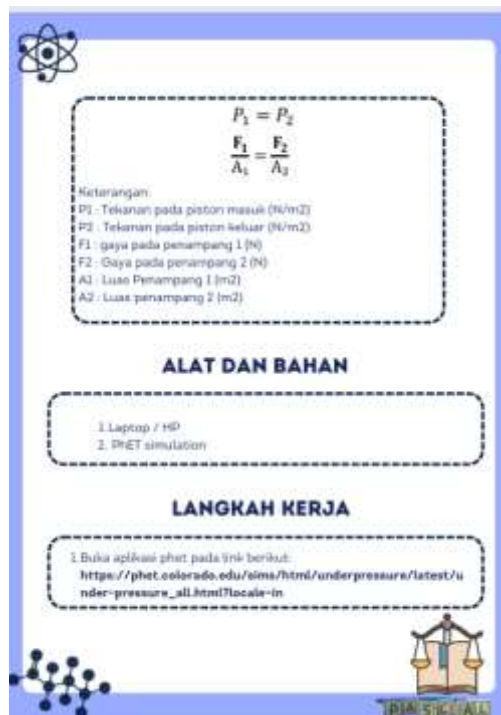 P₁ = P₂
F₁/A₁ = F₂/A₂
Keterangan:
P1 : Tekanan pada piston masuk (N/m2)
P2 : Tekanan pada piston keluar (N/m2)
F1 : gaya pada penampang 1 (N)
F2 : Gaya pada penampang 2 (N)
A1 : Luas Penampang 1 (m2)
A2 : Luas penampang 2 (m2)
ALAT DAN BAHAN
1. Laptop / HP
2. PhET simulation
LANGKAH KERJA
1. Buka aplikasi phet pada link berikut:
https://phet.colorado.edu/sims/html/underpressure/latest/u
nder-pressure_all.html?locale=in
PASCAL